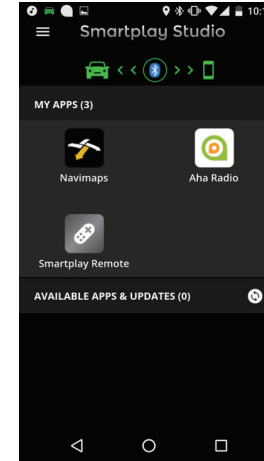 Smartplay Studio
< < > >
MY APPS (3)
Navimaps Aha Radio
Smartplay Remote
AVAILABLE APPS & UPDATES (0)